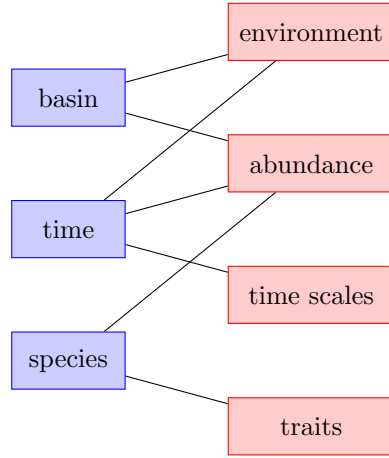 environment
basin
abundance
time
time scales
species
traits